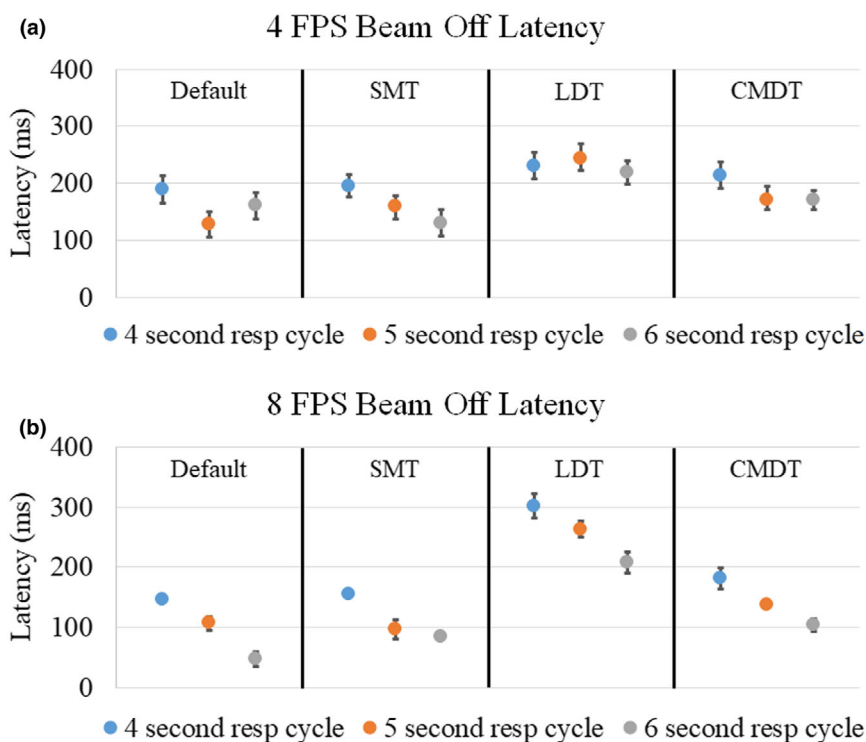 (a)
4 FPS Beam Off Latency
Latency (ms)
400
300
200
100
0
Default
SMT
LDT
CMDT
4 second resp cycle
5 second resp cycle
6 second resp cycle
(b)
8 FPS Beam Off Latency
Latency (ms)
400
300
200
100
0
Default
SMT
LDT
CMDT
4 second resp cycle
5 second resp cycle
6 second resp cycle